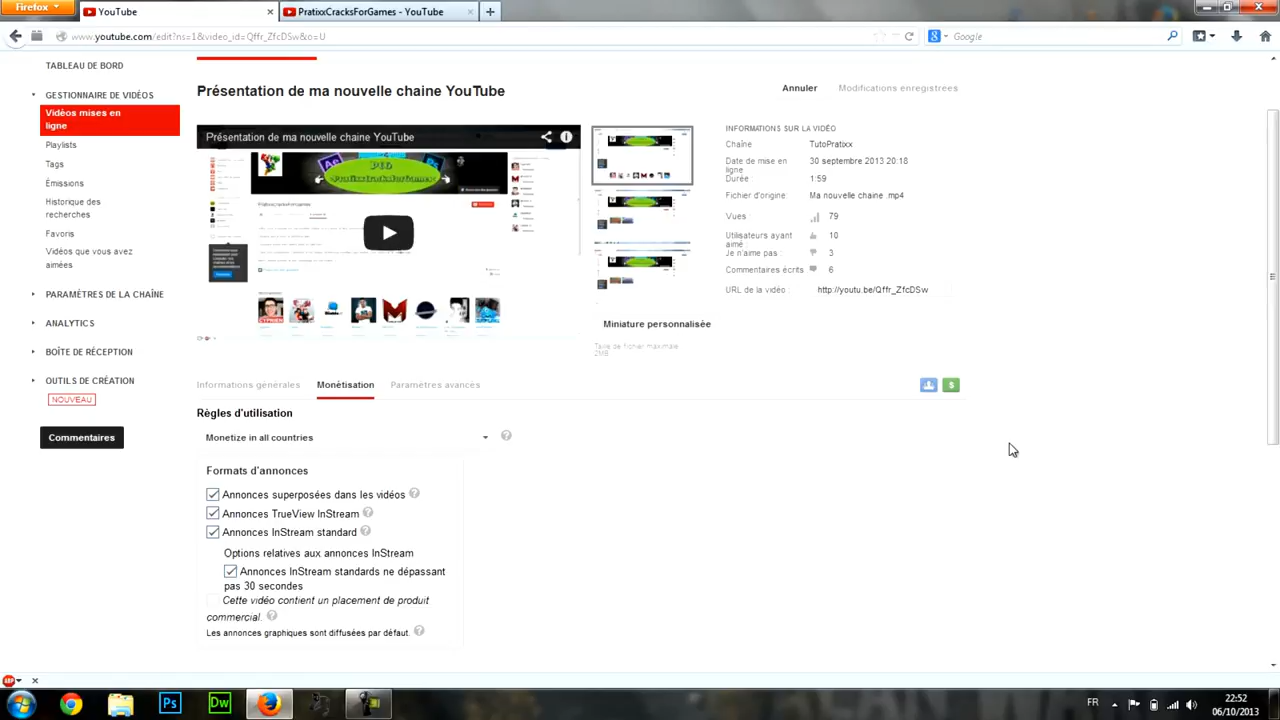 Firefox
YouTube
PratixxCracksForGames - YouTube
www.youtube.com/edit?ns=1&video_id=Qffr_ZfcDSw&o=U
Google
TABLEAU DE BORD
GESTIONNAIRE DE VIDÉOS
Vidéos mises en
ligne
Playlists
Tags
Émissions
Historique des
recherches
Favoris
Vidéos que vous avez
aimées
PARAMÈTRES DE LA CHAÎNE
ANALYTICS
BOÎTE DE RÉCEPTION
OUTILS DE CRÉATION
NOUVEAU
Commentaires
Présentation de ma nouvelle chaine YouTube
Annuler
Modifications enregistrées
Présentation de ma nouvelle chaine YouTube
INFORMATIONS SUR LA VIDÉO
Chaîne TutoPratixx
Date de mise en 30 septembre 2013 20:18
ligne
Durée 1:59
Fichier d'origine: Ma nouvelle chaine .mp4
Vues 79
Utilisateurs ayant 10
aimé :
Je n'aime pas : 3
Commentaires écrits 6
URL de la vidéo : http://youtu.be/Qffr_ZfcDSw
Miniature personnalisée
Taille de fichier maximale
2MB
Informations générales
Monétisation
Paramètres avancés
Règles d'utilisation
Monetize in all countries
Formats d'annonces
Annonces superposées dans les vidéos
Annonces TrueView InStream
Annonces InStream standard
Options relatives aux annonces InStream
Annonces InStream standards ne dépassant
pas 30 secondes
Cette vidéo contient un placement de produit
commercial.
Les annonces graphiques sont diffusées par défaut.
ABP
Ps
Dw
FR
22:52
06/10/2013